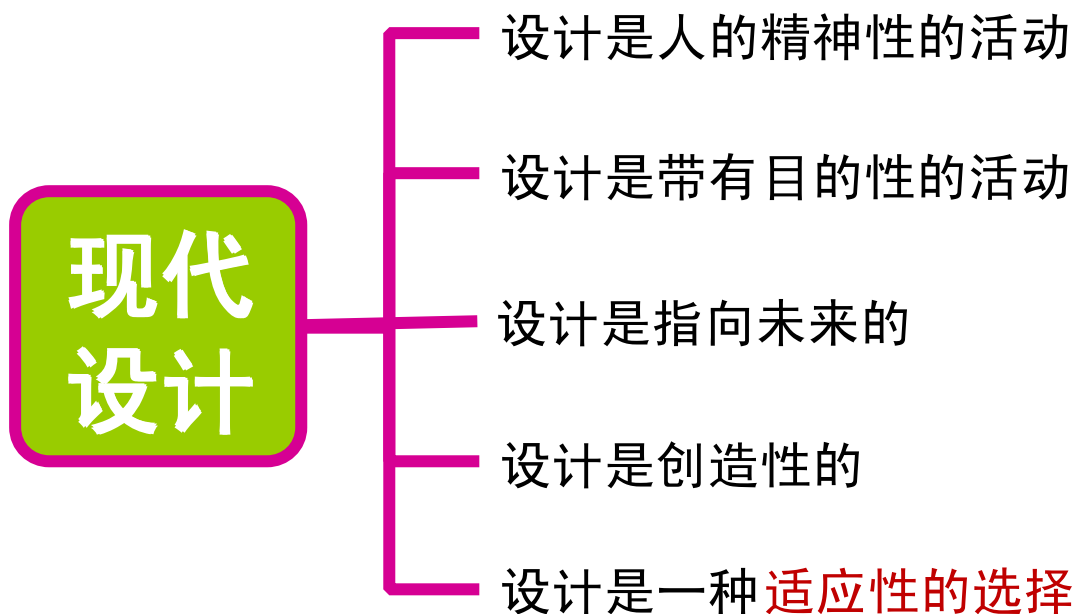 设计是人的精神性的活动
设计是带有目的性的活动
现代
设计
设计是指向未来的
设计是创造性的
设计是一种适应性的选择